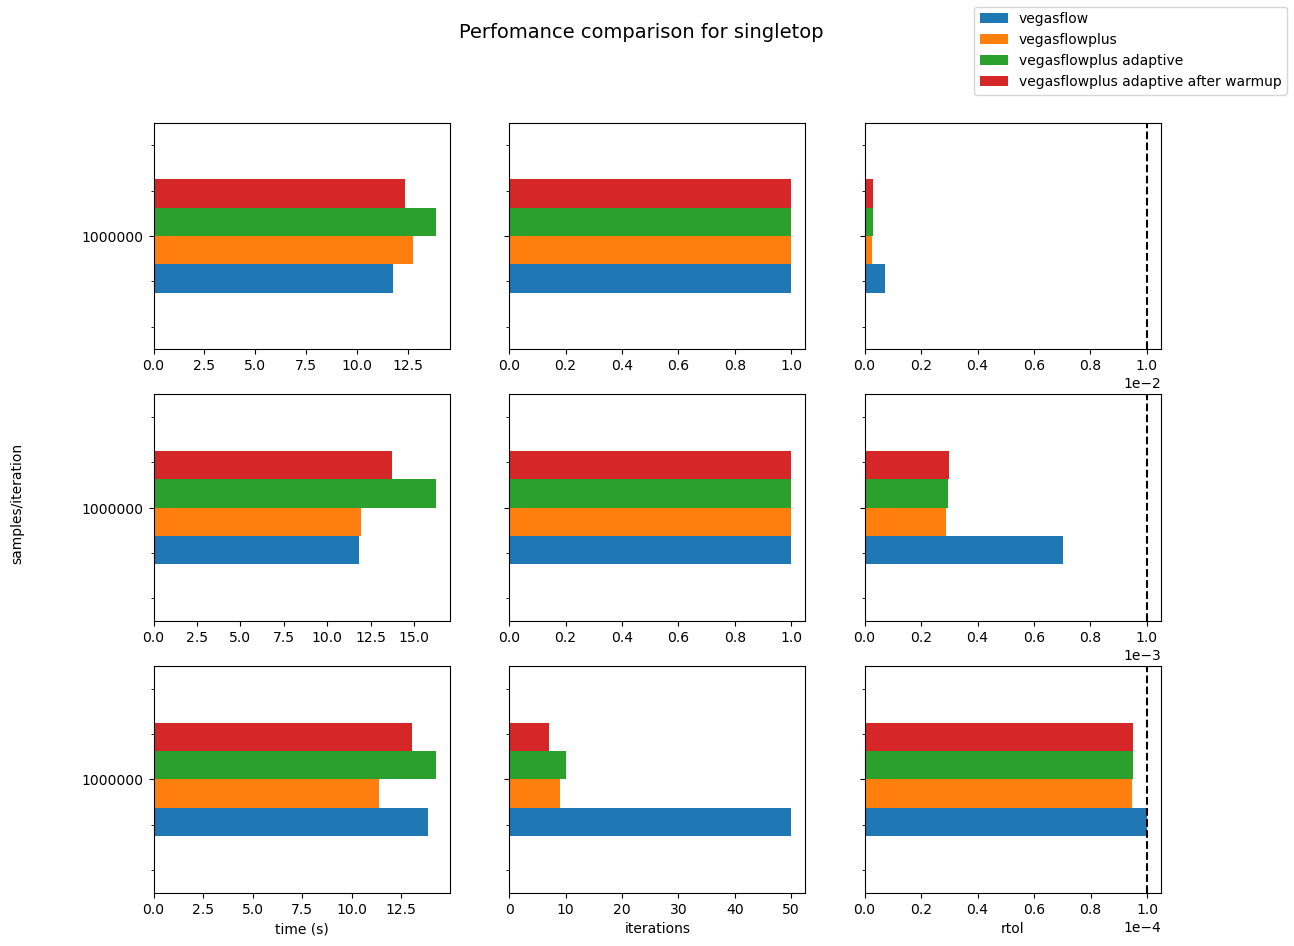 Perfomance comparison for singletop
vegasflow
vegasflowplus
vegasflowplus adaptive
vegasflowplus adaptive after warmup
1000000
0.0 2.5 5.0 7.5 10.0 12.5
0.0 0.2 0.4 0.6 0.8 1.0
0.0 0.2 0.4 0.6 0.8 1.0
1e−2
samples/iteration
1000000
0.0 2.5 5.0 7.5 10.0 12.5 15.0
0.0 0.2 0.4 0.6 0.8 1.0
0.0 0.2 0.4 0.6 0.8 1.0
1e−3
1000000
0.0 2.5 5.0 7.5 10.0 12.5
time (s)
0 10 20 30 40 50
iterations
0.0 0.2 0.4 0.6 0.8 1.0
1e−4
rtol